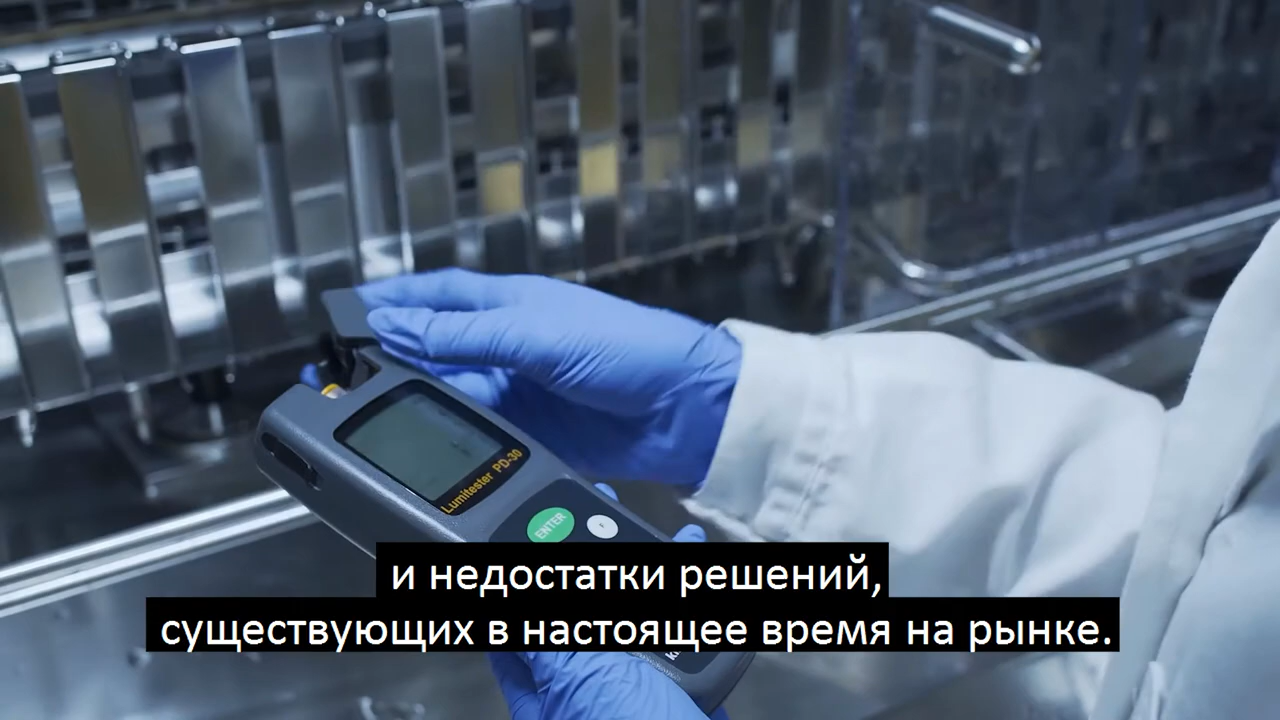 Lumitester PD-30
ENTER
и недостатки решений,
существующих в настоящее время на рынке.